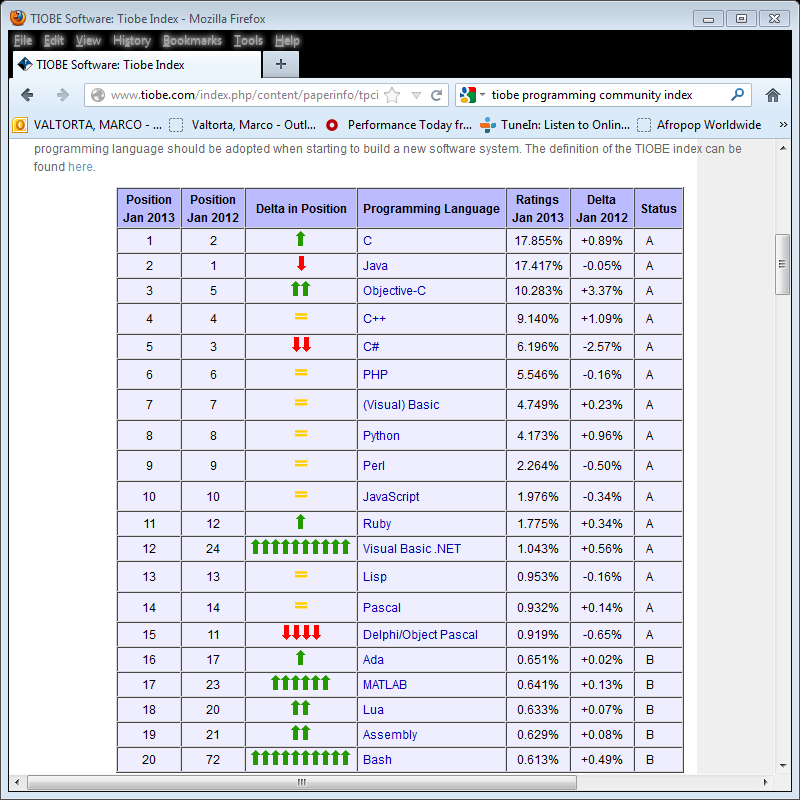 TIOBE Software: Tiobe Index - Mozilla Firefox
File Edit View History Bookmarks Tools Help
TIOBE Software: Tiobe Index +
www.tiobe.com/index.php/content/paperinfo/tpci tiobe programming community index
VALTORTA, MARCO - ... Valtorta, Marco - Outl... Performance Today fr... TuneIn: Listen to Onlin... Afropop Worldwide »
programming language should be adopted when starting to build a new software system. The definition of the TIOBE index can be
found here.
Position Jan 2013 Position Jan 2012 Delta in Position Programming Language Ratings Jan 2013 Delta Jan 2012 Status
1 2 C 17.855% +0.89% A
2 1 Java 17.417% -0.05% A
3 5 Objective-C 10.283% +3.37% A
4 4 = C++ 9.140% +1.09% A
5 3 C# 6.196% -2.57% A
6 6 = PHP 5.546% -0.16% A
7 7 = (Visual) Basic 4.749% +0.23% A
8 8 = Python 4.173% +0.96% A
9 9 = Perl 2.264% -0.50% A
10 10 = JavaScript 1.976% -0.34% A
11 12 Ruby 1.775% +0.34% A
12 24 Visual Basic .NET 1.043% +0.56% A
13 13 = Lisp 0.953% -0.16% A
14 14 = Pascal 0.932% +0.14% A
15 11 Delphi/Object Pascal 0.919% -0.65% A
16 17 Ada 0.651% +0.02% B
17 23 MATLAB 0.641% +0.13% B
18 20 Lua 0.633% +0.07% B
19 21 Assembly 0.629% +0.08% B
20 72 Bash 0.613% +0.49% B